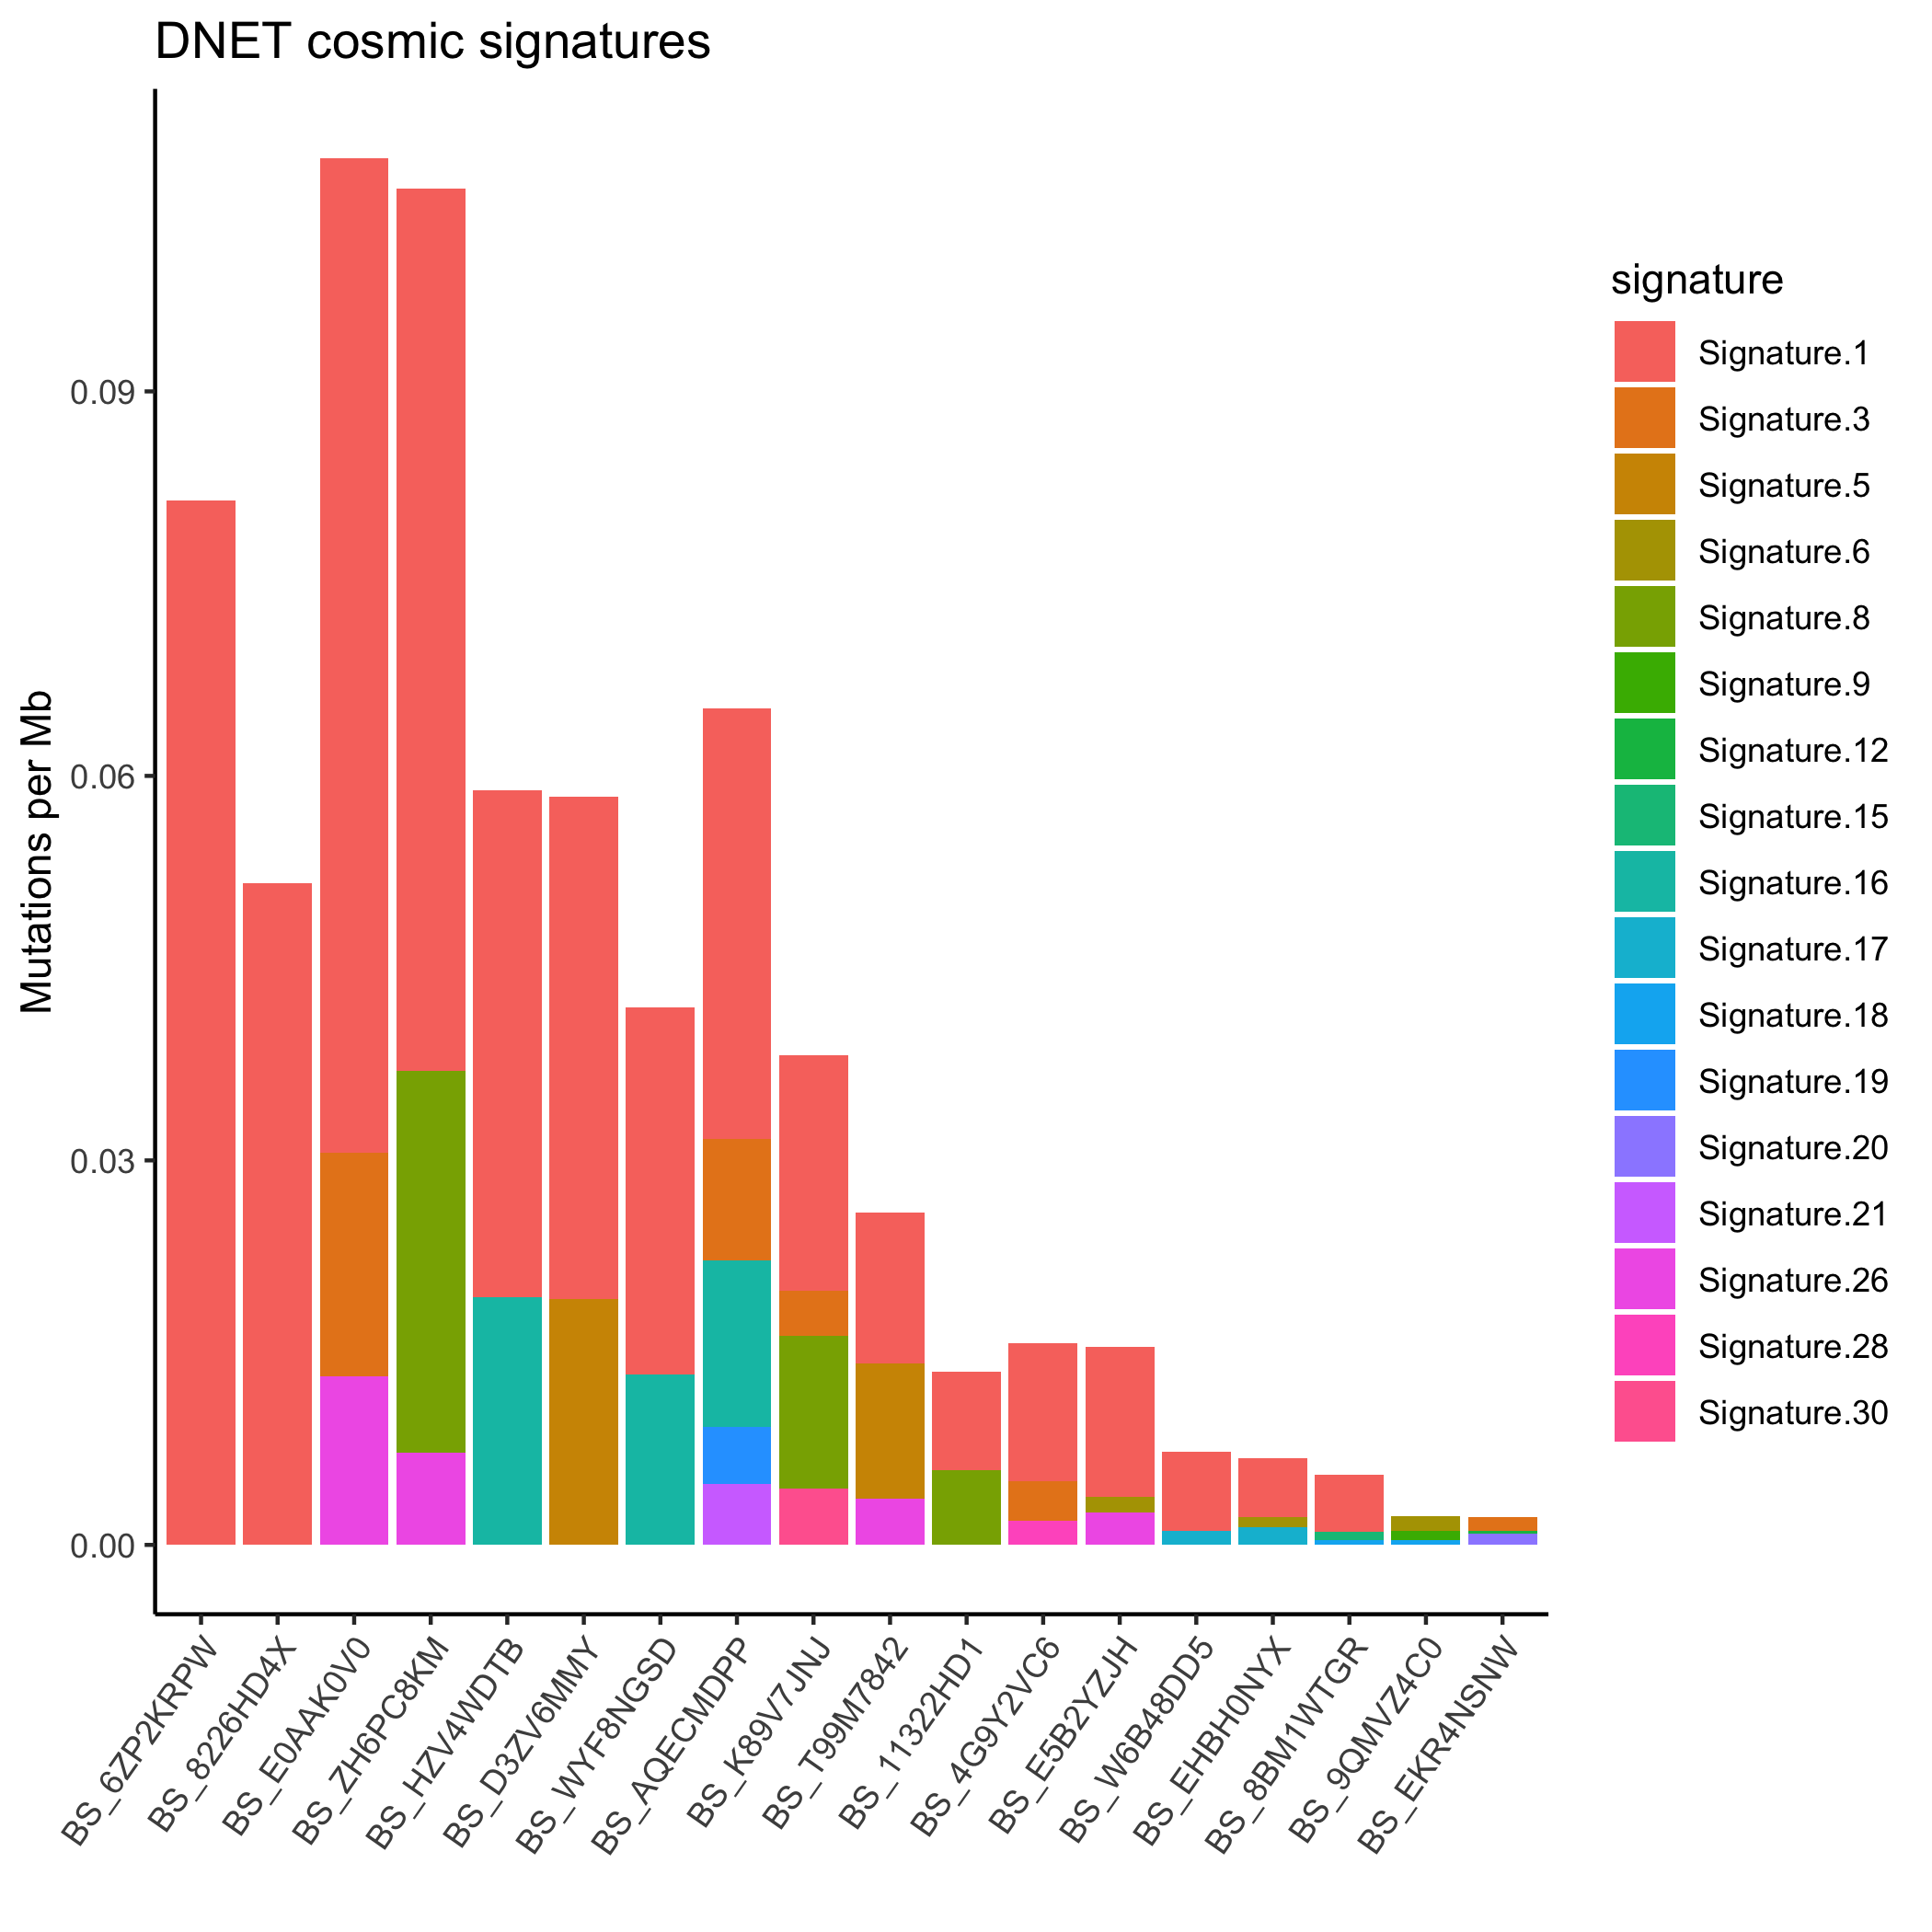 DNET cosmic signatures
Mutations per Mb
0.09
0.06
0.03
0.00
BS_6ZP2KRPW
BS_8226HD4X
BS_E0AAK0V0
BS_ZH6PC8KM
BS_HZV4WDTB
BS_D3ZV6MMY
BS_WYF8NGSD
BS_AQECMDPP
BS_K89V7JNJ
BS_T99M7842
BS_11322HD1
BS_4G9Y2VC6
BS_E5B2YZJH
BS_W6B48DD5
BS_EHBH0NYX
BS_8BM1WTGR
BS_9QMVZ4C0
BS_EKR4NSNW
signature
Signature.1
Signature.3
Signature.5
Signature.6
Signature.8
Signature.9
Signature.12
Signature.15
Signature.16
Signature.17
Signature.18
Signature.19
Signature.20
Signature.21
Signature.26
Signature.28
Signature.30